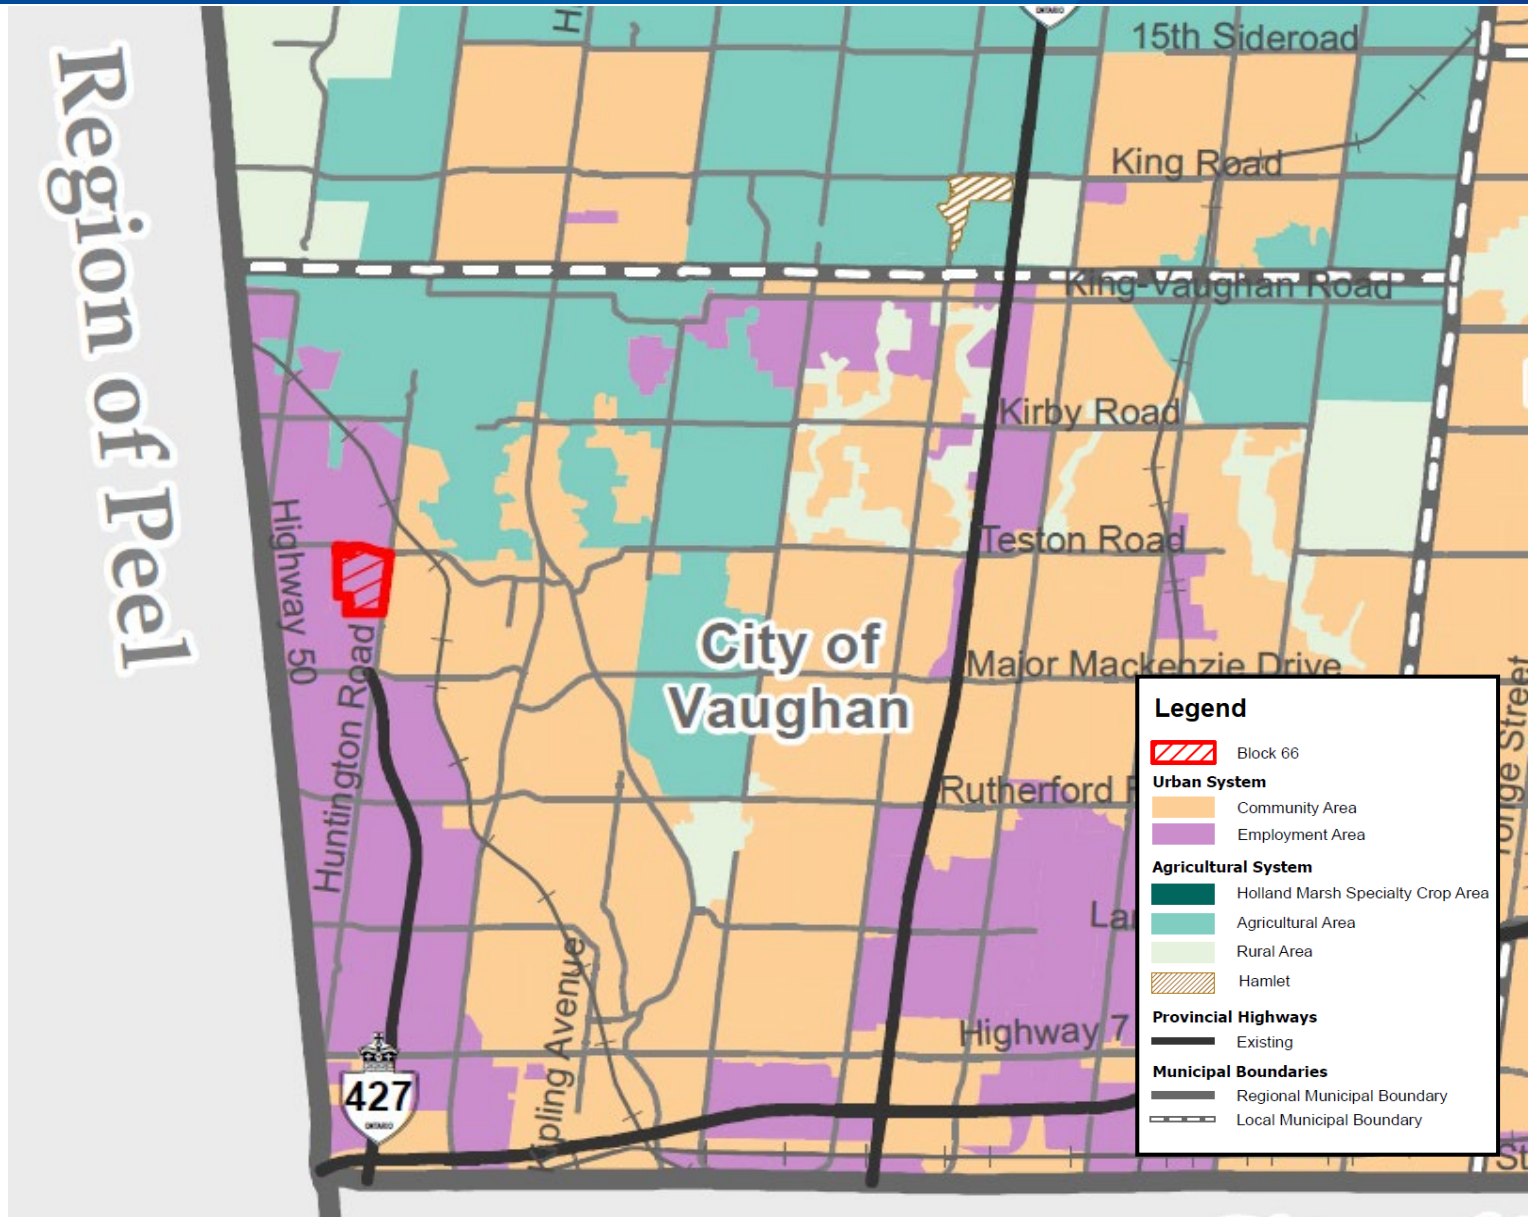 Region of Peel
ONTARIO
15th Sideroad
King Road
King-Vaughan Road
Kirby Road
Highway 50
Teston Road
City of
Vaughan
Major Mackenzie Drive
Huntington Road
Rutherford
Highway 7
427
ONTARIO
Legend
Block 66
Urban System
Community Area
Employment Area
Agricultural System
Holland Marsh Specialty Crop Area
Agricultural Area
Rural Area
Hamlet
Provincial Highways
Existing
Municipal Boundaries
Regional Municipal Boundary
Local Municipal Boundary
Street
Avenue